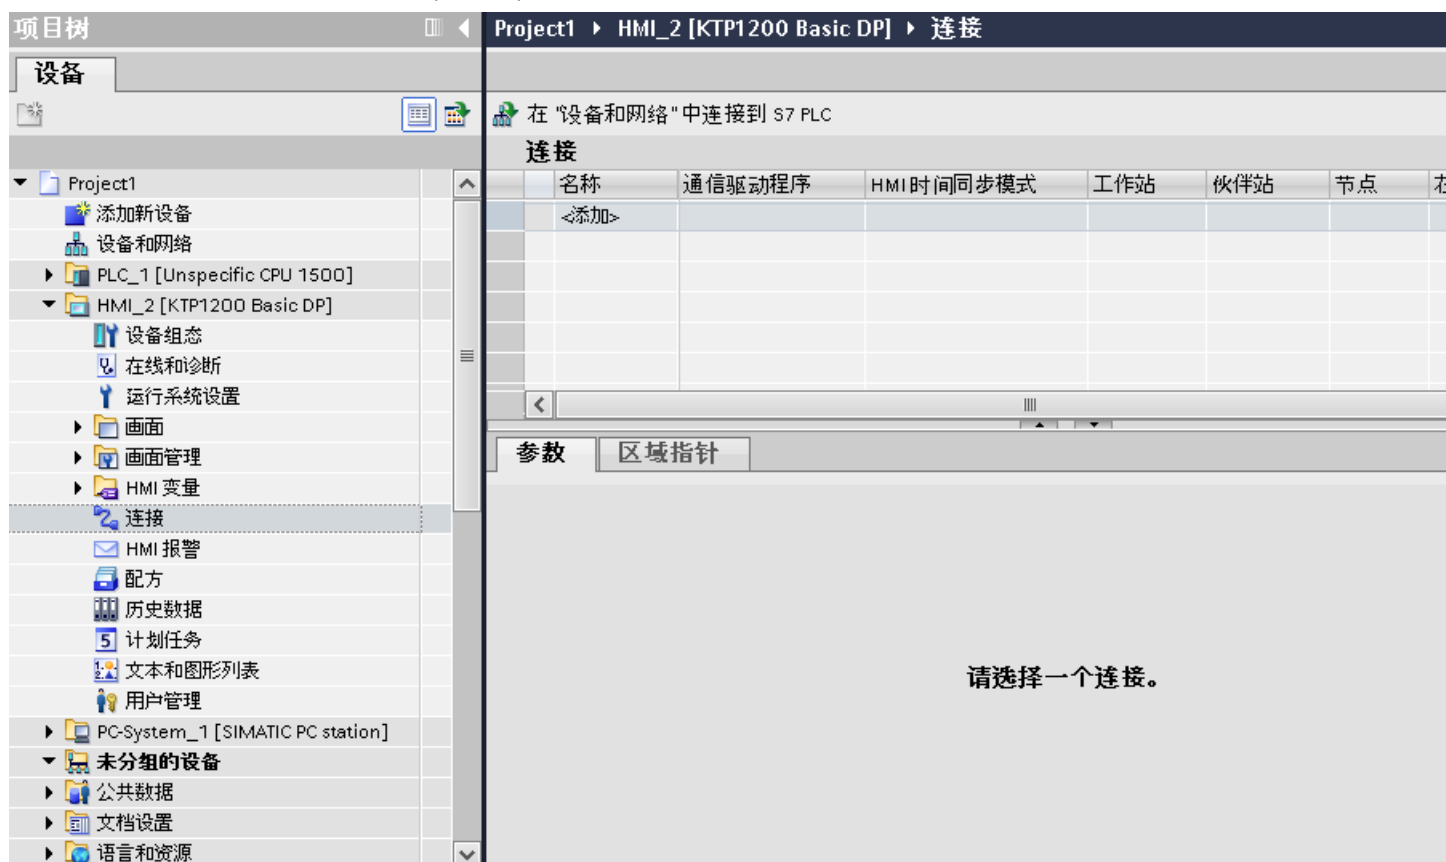 项目树
Project1 ▸ HMI_2 [KTP1200 Basic DP] ▸ 连接
设备
在 "设备和网络" 中连接到 S7 PLC
连接
名称 通信驱动程序 HMI时间同步模式 工作站 伙伴站 节点
<添加>
Project1
添加新设备
设备和网络
PLC_1 [Unspecific CPU 1500]
HMI_2 [KTP1200 Basic DP]
设备组态
在线和诊断
运行系统设置
画面
画面管理
HMI 变量
连接
HMI 报警
配方
历史数据
计划任务
文本和图形列表
用户管理
PC-System_1 [SIMATIC PC station]
未分组的设备
公共数据
文档设置
语言和资源
参数 区域指针
请选择一个连接。